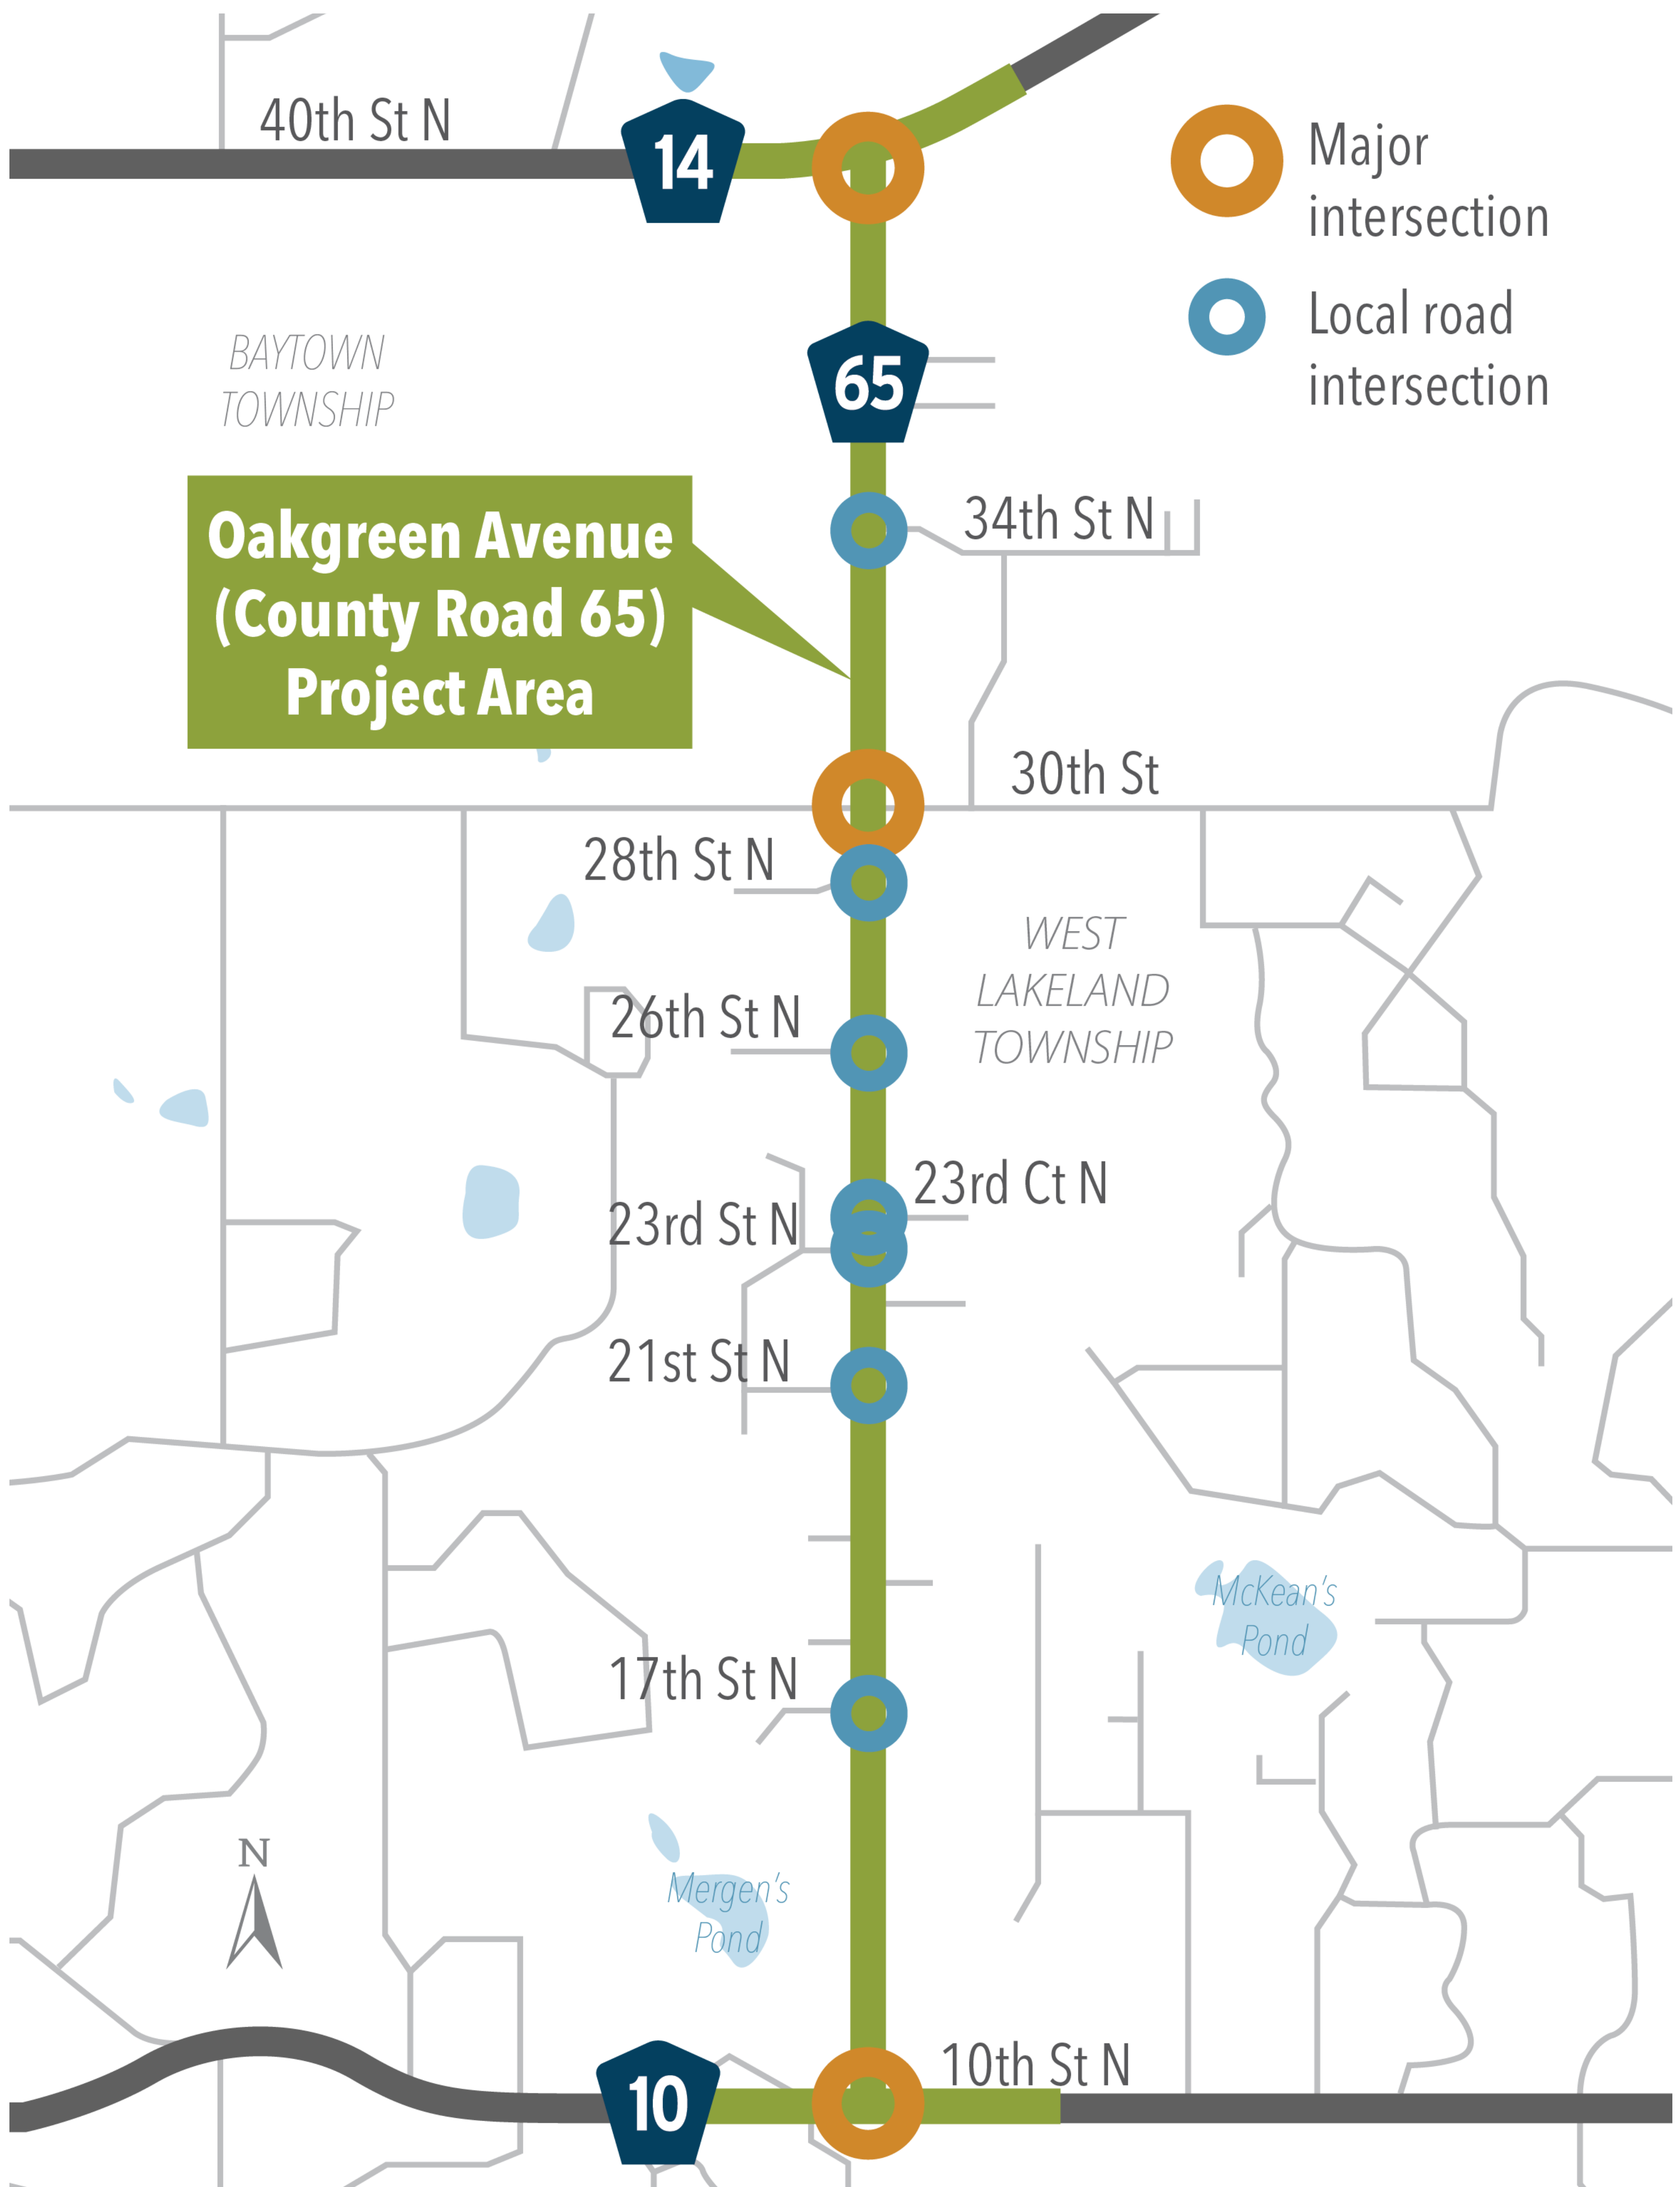 40th St N
14
Major
intersection
Local road
intersection
BAYTOWN
TOWNSHIP
65
34th St N
Oakgreen Avenue
(County Road 65)
Project Area
30th St
28th St N
WEST
LAKELAND
TOWNSHIP
26th St N
23rd Ct N
23rd St N
21st St N
Mckean's
Pond
17th St N
N
Mergen's
Pond
10th St N
10